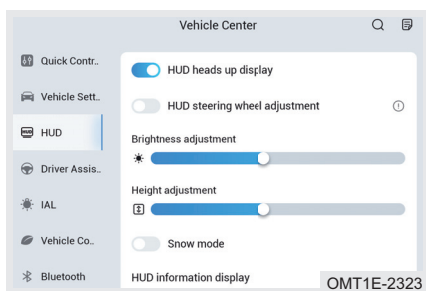 Vehicle Center
Quick Contr..
Vehicle Sett..
HUD
HUD
Driver Assis..
IAL
Vehicle Co..
Bluetooth
HUD heads up display
HUD steering wheel adjustment
Brightness adjustment
Height adjustment
Snow mode
HUD information display
OMT1E-2323